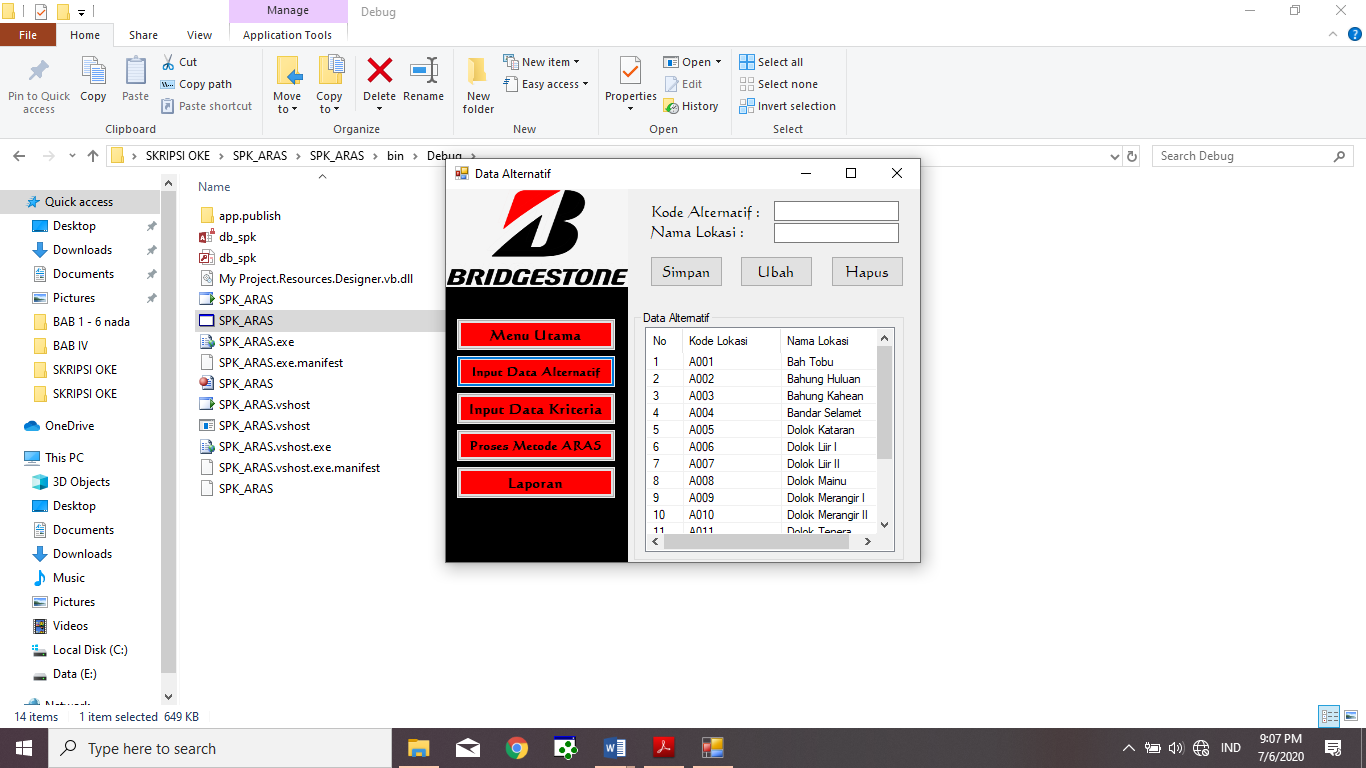 Manage
Debug
File
Home
Share
View
Application Tools
Pin to Quick access
Copy
Paste
Cut
Copy path
Paste shortcut
Move to
Copy to
Delete
Rename
New folder
New item
Easy access
Properties
Open
Edit
History
Select all
Select none
Invert selection
Clipboard
Organize
New
Open
Select
SKRIPSI OKE
SPK_ARAS
SPK_ARAS
bin
Debug
Search Debug
Quick access
Desktop
Downloads
Documents
Pictures
BAB 1 - 6 nada
BAB IV
SKRIPSI OKE
SKRIPSI OKE
OneDrive
This PC
3D Objects
Desktop
Documents
Downloads
Music
Pictures
Videos
Local Disk (C:)
Data (E:)
Network
Name
app.publish
db_spk
db_spk
My Project.Resources.Designer.vb.dll
SPK_ARAS
SPK_ARAS
SPK_ARAS.exe
SPK_ARAS.exe.manifest
SPK_ARAS
SPK_ARAS.vshost
SPK_ARAS.vshost
SPK_ARAS.vshost.exe
SPK_ARAS.vshost.exe.manifest
SPK_ARAS
Data Alternatif
BRIDGESTONE
Menu Utama
Input Data Alternatif
Input Data Kriteria
Proses Metode ARAS
Laporan
Kode Alternatif :
Nama Lokasi :
Simpan
Ubah
Hapus
Data Alternatif
No Kode Lokasi Nama Lokasi
1 A001 Bah Tobu
2 A002 Bahung Huluan
3 A003 Bahung Kahean
4 A004 Bandar Selamet
5 A005 Dolok Kataran
6 A006 Dolok Liir I
7 A007 Dolok Liir II
8 A008 Dolok Mainu
9 A009 Dolok Merangir I
10 A010 Dolok Merangir II
11 A011 Dolok Tenera
14 items
1 item selected 649 KB
Type here to search
IND
9:07 PM
7/6/2020